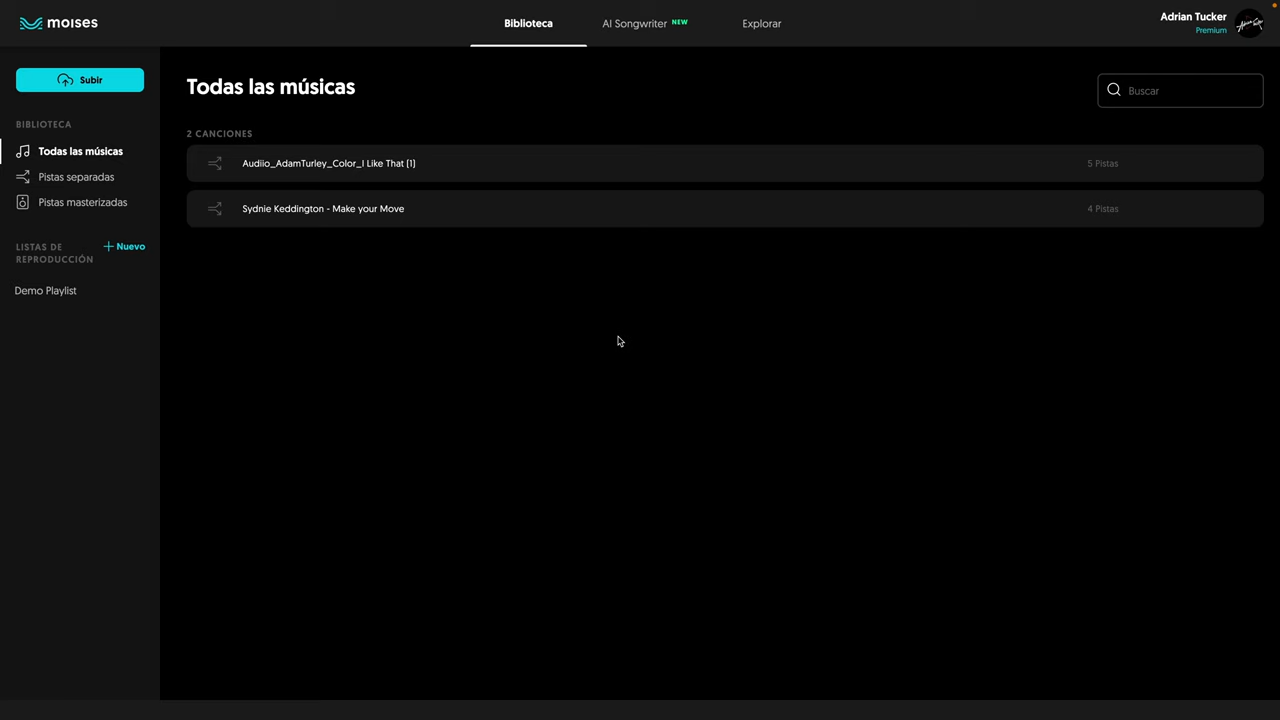 moises
Biblioteca
AI Songwriter NEW
Explorar
Adrian Tucker
Premium
Subir
BIBLIOTECA
Todas las músicas
Pistas separadas
Pistas masterizadas
LISTAS DE
REPRODUCCIÓN
Nuevo
Demo Playlist
Todas las músicas
Buscar
2 CANCIONES
Audiio_AdamTurley_Color_I Like That (1)
5 Pistas
Sydnie Keddington - Make your Move
4 Pistas